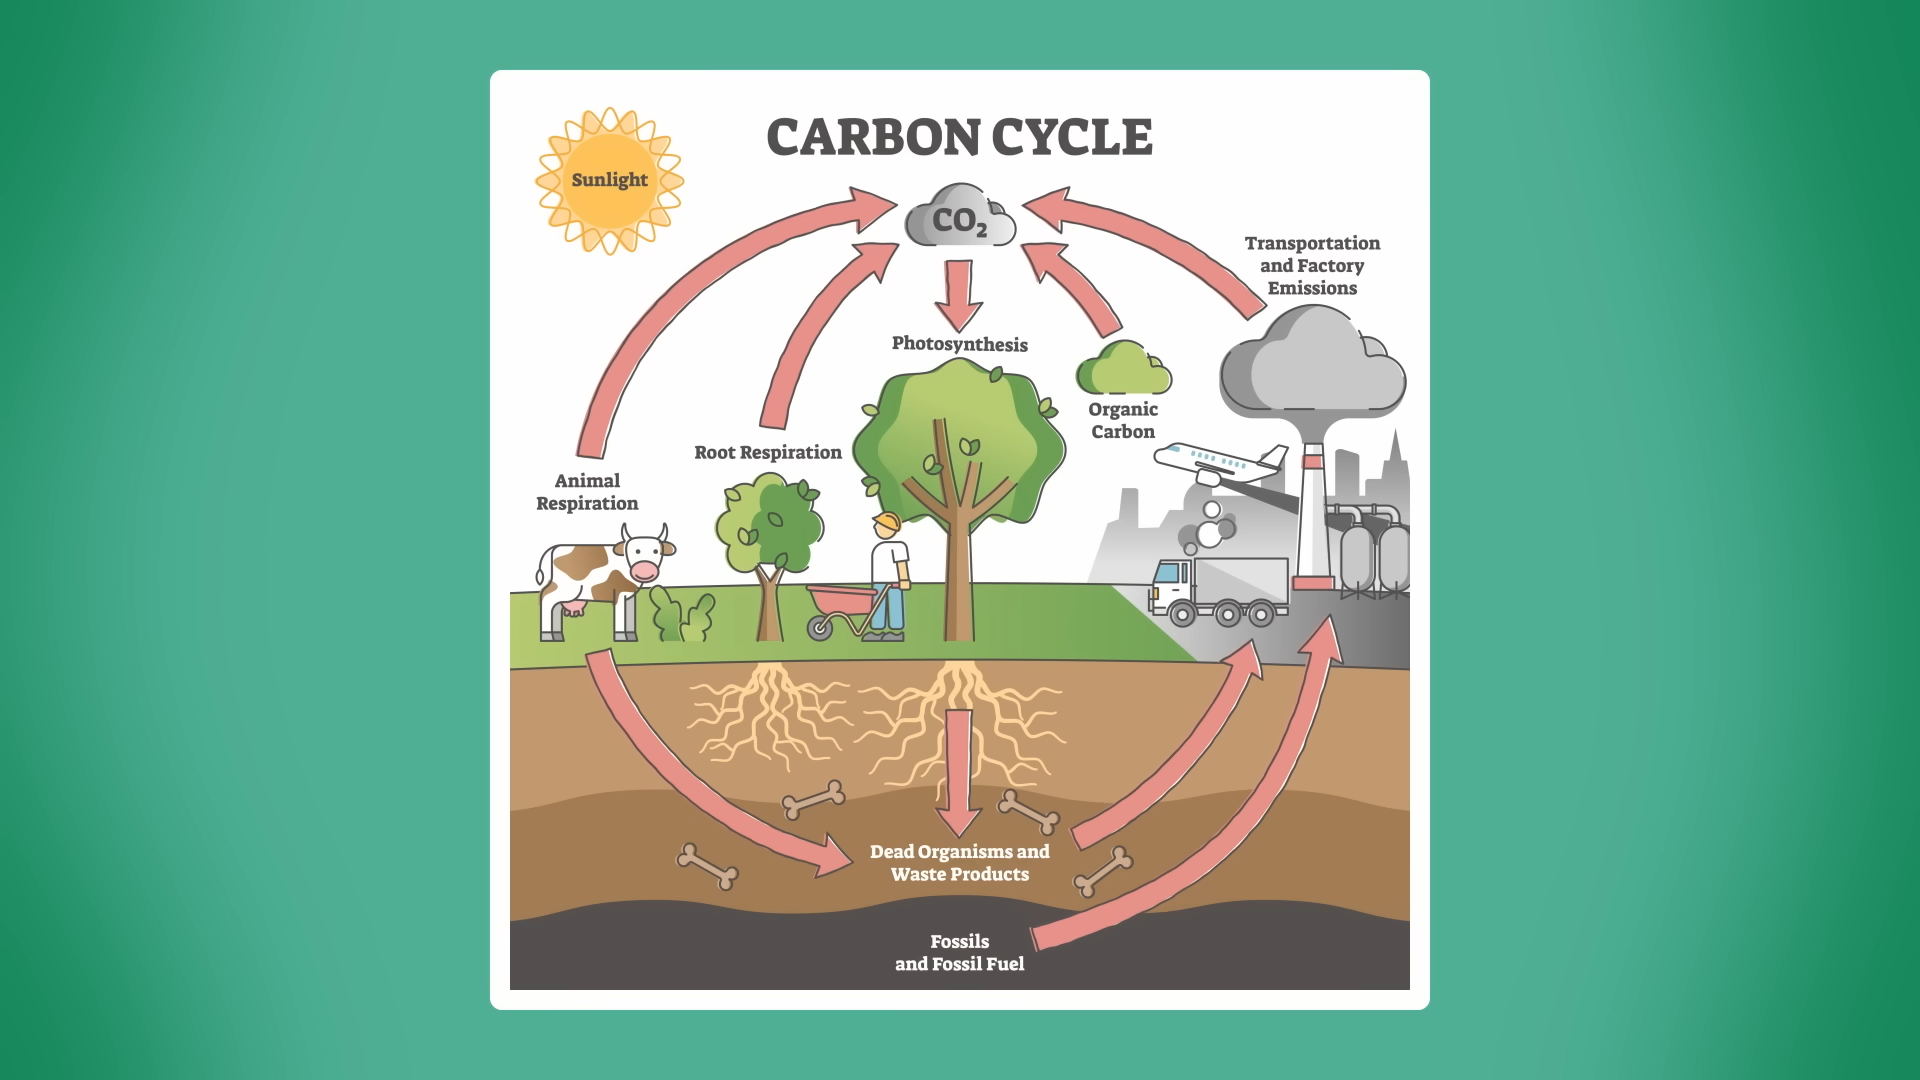 CARBON CYCLE
Sunlight
CO₂
Transportation
and Factory
Emissions
Photosynthesis
Organic
Carbon
Root Respiration
Animal
Respiration
Dead Organisms and
Waste Products
Fossils
and Fossil Fuel